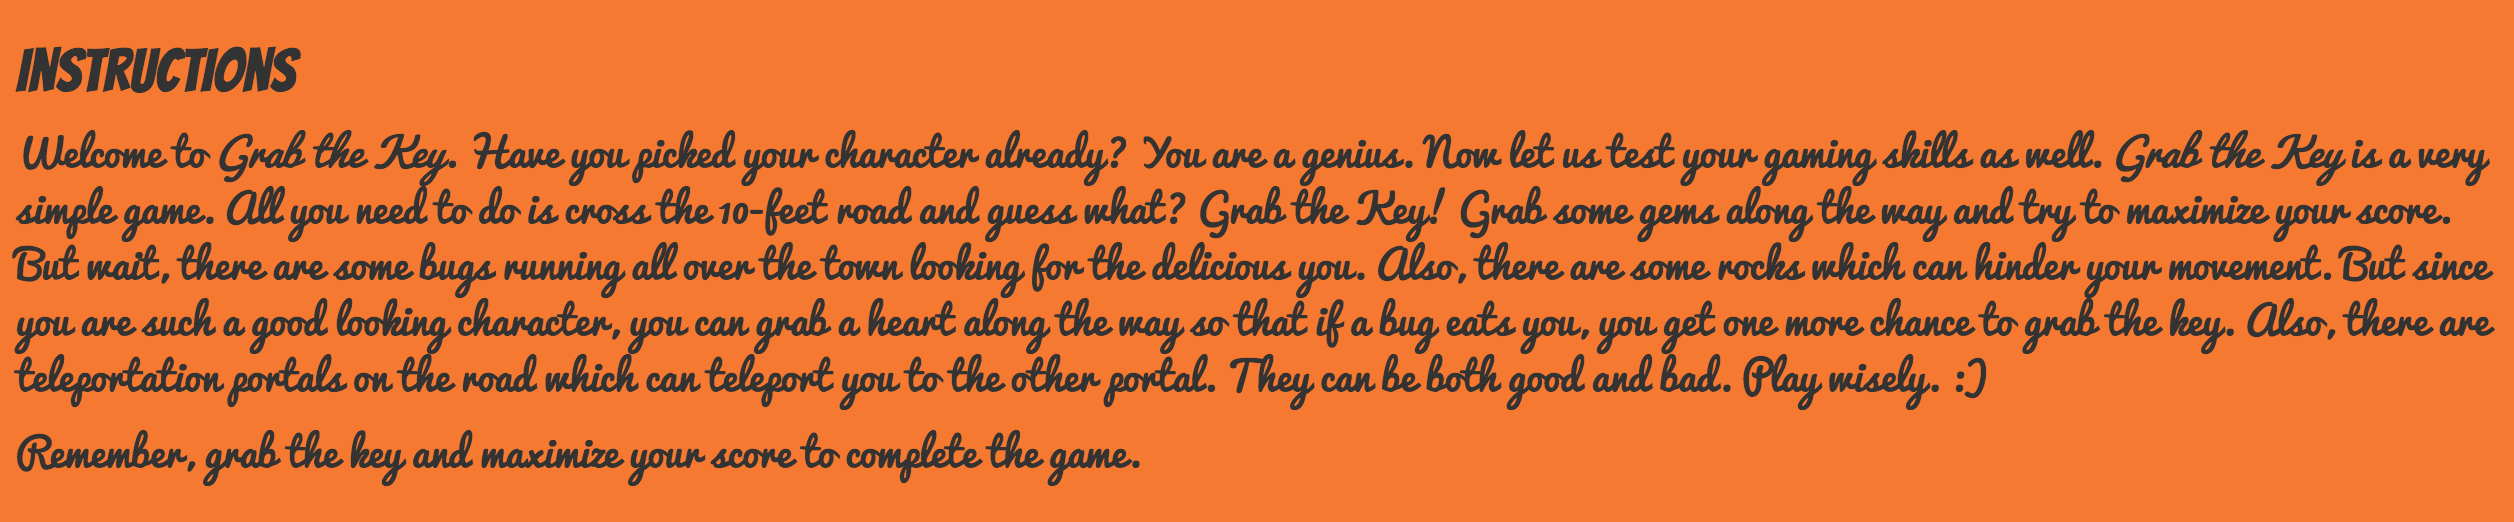 INSTRUCTIONS
Welcome to Grab the Key. Have you picked your character already? You are a genius. Now let us test your gaming skills as well. Grab the Key is a very
simple game. All you need to do is cross the 10-feet road and guess what? Grab the Key! Grab some gems along the way and try to maximize your score.
But wait, there are some bugs running all over the town looking for the delicious you. Also, there are some rocks which can hinder your movement. But since
you are such a good looking character, you can grab a heart along the way so that if a bug eats you, you get one more chance to grab the key. Also, there are
teleportation portals on the road which can teleport you to the other portal. They can be both good and bad. Play wisely. :)
Remember, grab the key and maximize your score to complete the game.